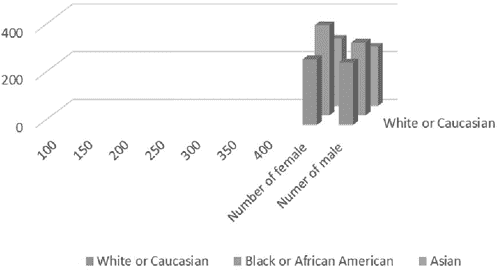 400
200
0
White or Caucasian
100
150
200
250
300
350
400
Number of female
Numer of male
White or Caucasian
Black or African American
Asian